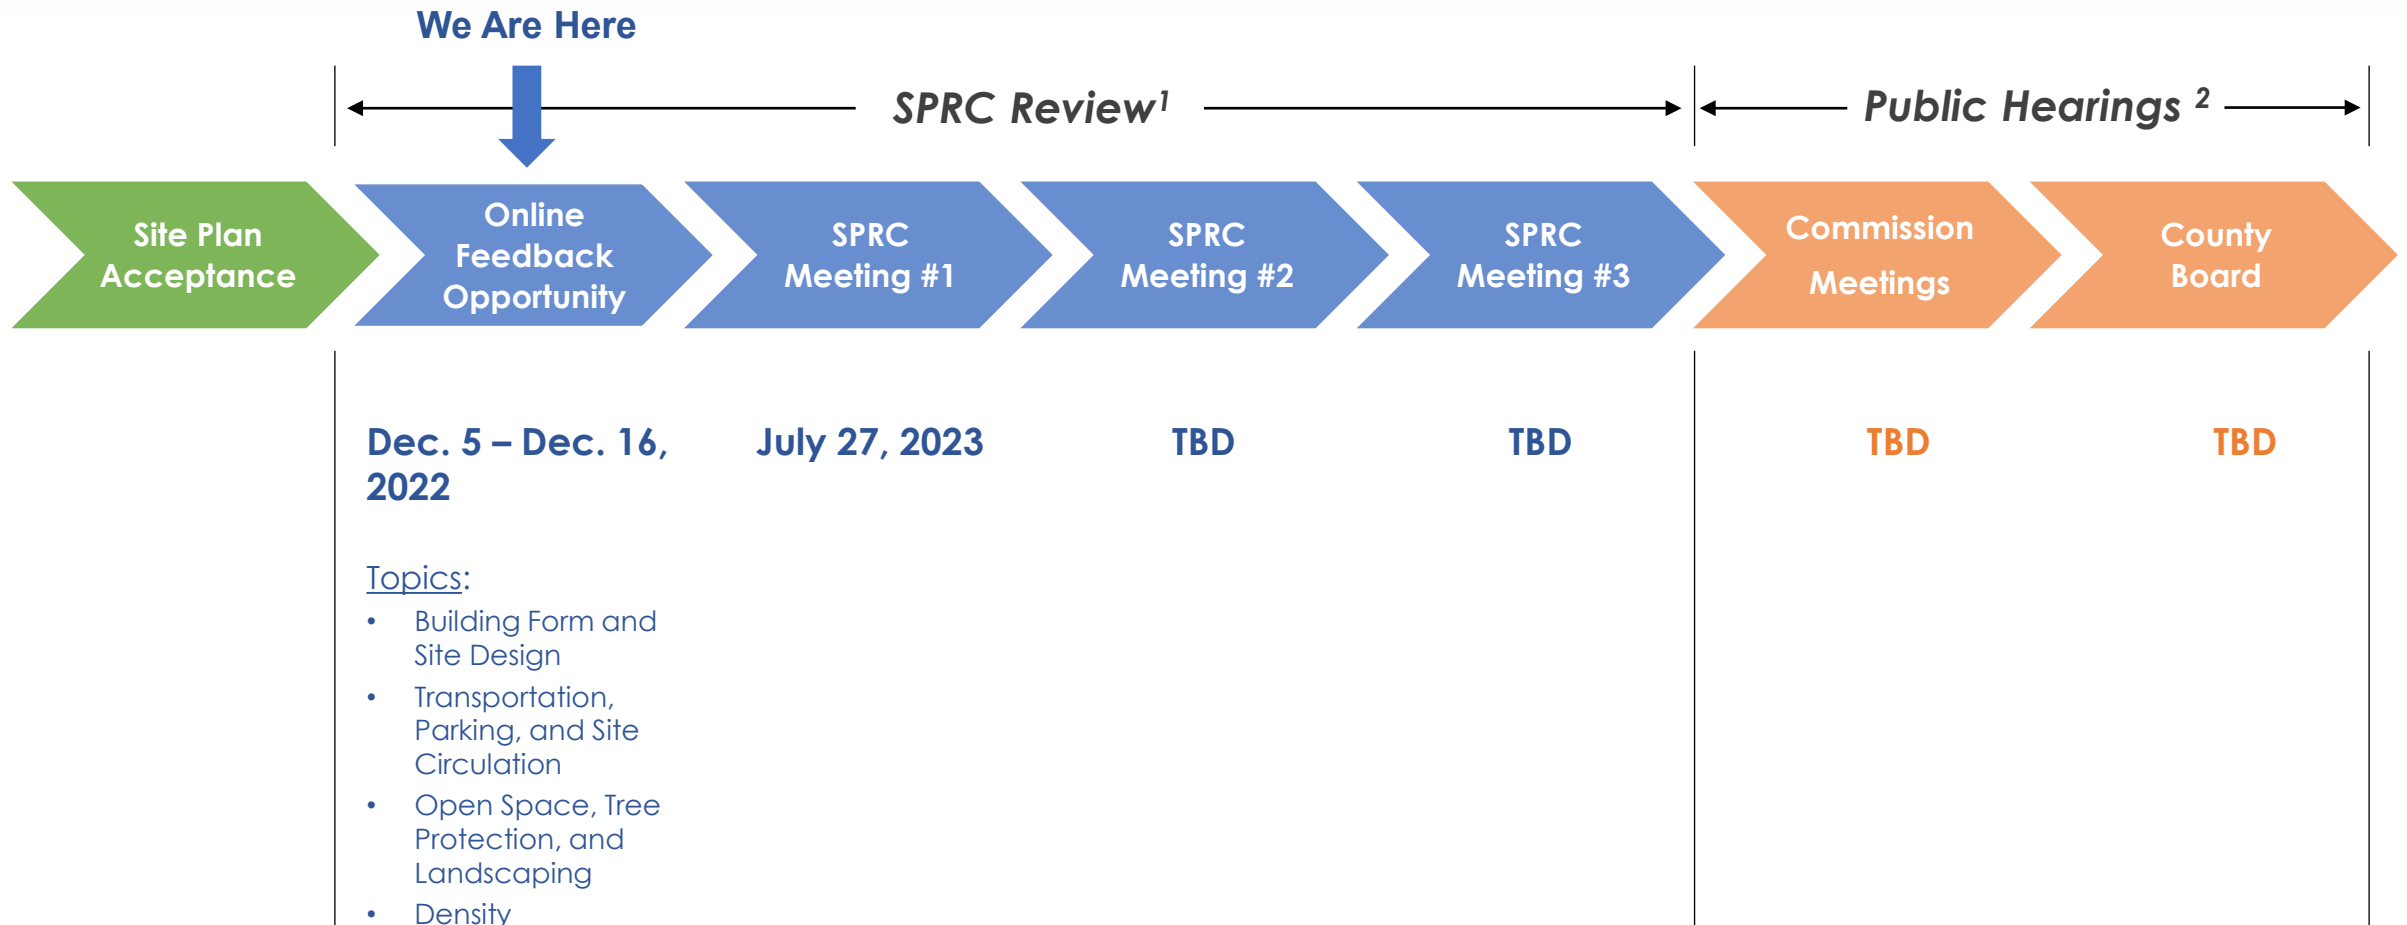 We Are Here
SPRC Review1
Public Hearings 2
Site Plan
Acceptance
Online
Feedback
Opportunity
SPRC
Meeting #1
SPRC
Meeting #2
SPRC
Meeting #3
Commission
Meetings
County
Board
Dec. 5 – Dec. 16,
2022
July 27, 2023
TBD
TBD
TBD
TBD
Topics:
• Building Form and
Site Design
• Transportation,
Parking, and Site
Circulation
• Open Space, Tree
Protection, and
Landscaping
• Density